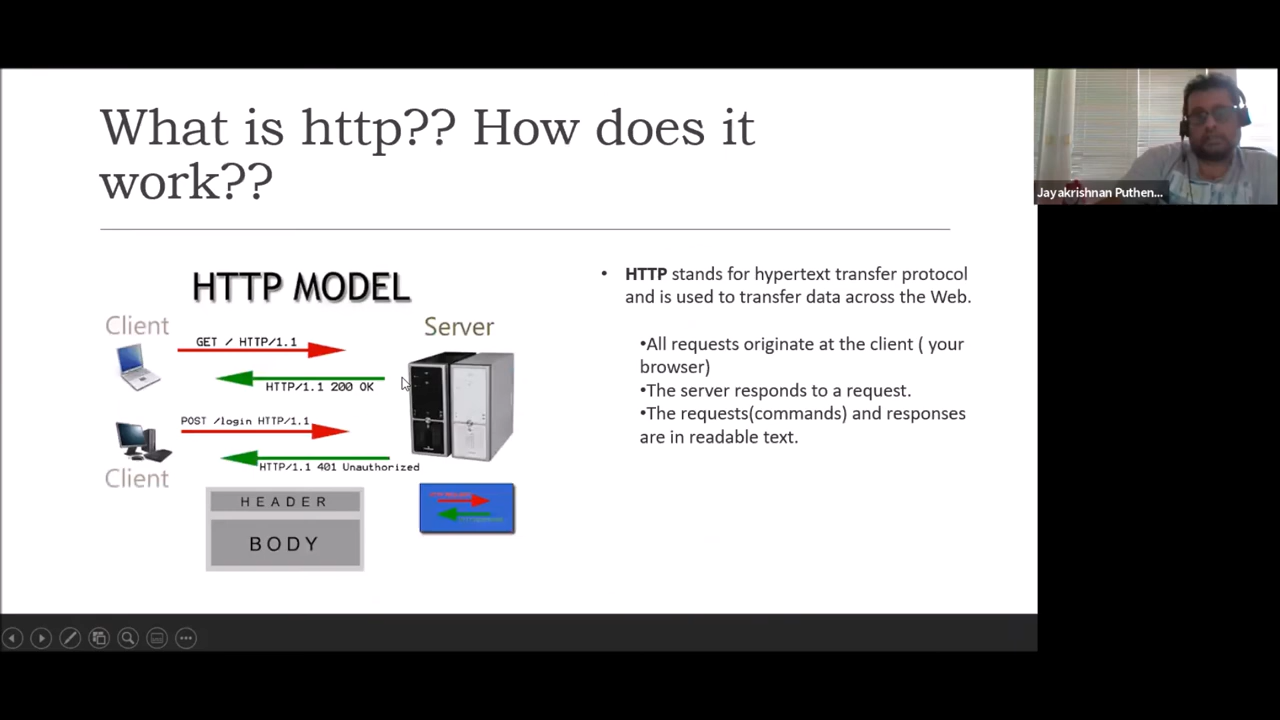 What is http?? How does it
work??
HTTP MODEL
Client
Server
GET / HTTP/1.1
HTTP/1.1 200 OK
POST /login HTTP/1.1
HTTP/1.1 401 Unauthorized
Client
HEADER
BODY
• HTTP stands for hypertext transfer protocol
and is used to transfer data across the Web.
•All requests originate at the client ( your
browser)
•The server responds to a request.
•The requests(commands) and responses
are in readable text.
Jayakrishnan Puthen...